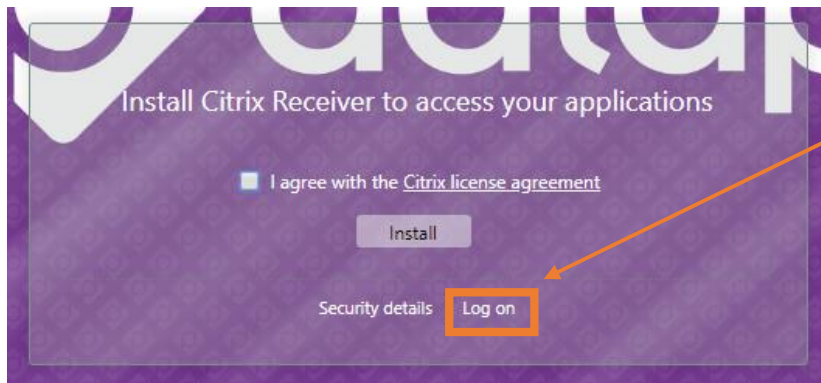 Install Citrix Receiver to access your applications
I agree with the Citrix license agreement
Install
Security details Log on